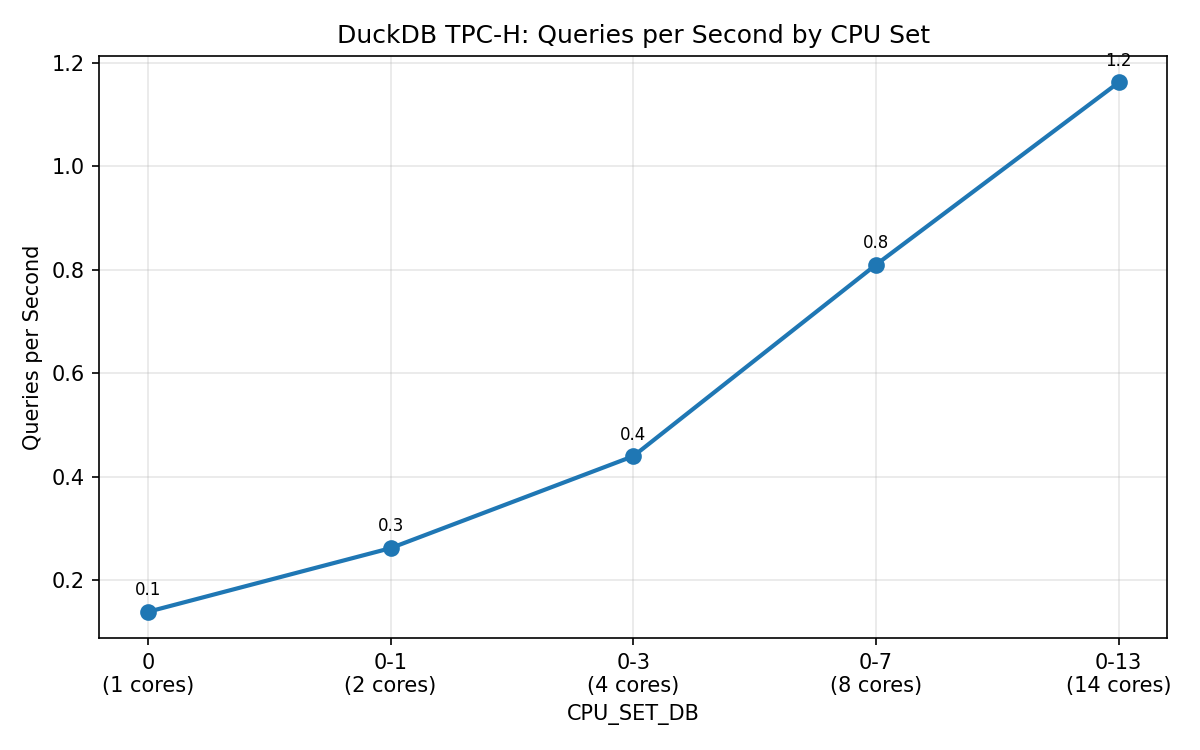 DuckDB TPC-H: Queries per Second by CPU Set
1.2
1.2
1.0
0.8
0.8
0.6
0.4
0.4
0.3
0.2
0.1
Queries per Second
0
0-1
0-3
0-7
0-13
(1 cores)
(2 cores)
(4 cores)
(8 cores)
(14 cores)
CPU_SET_DB